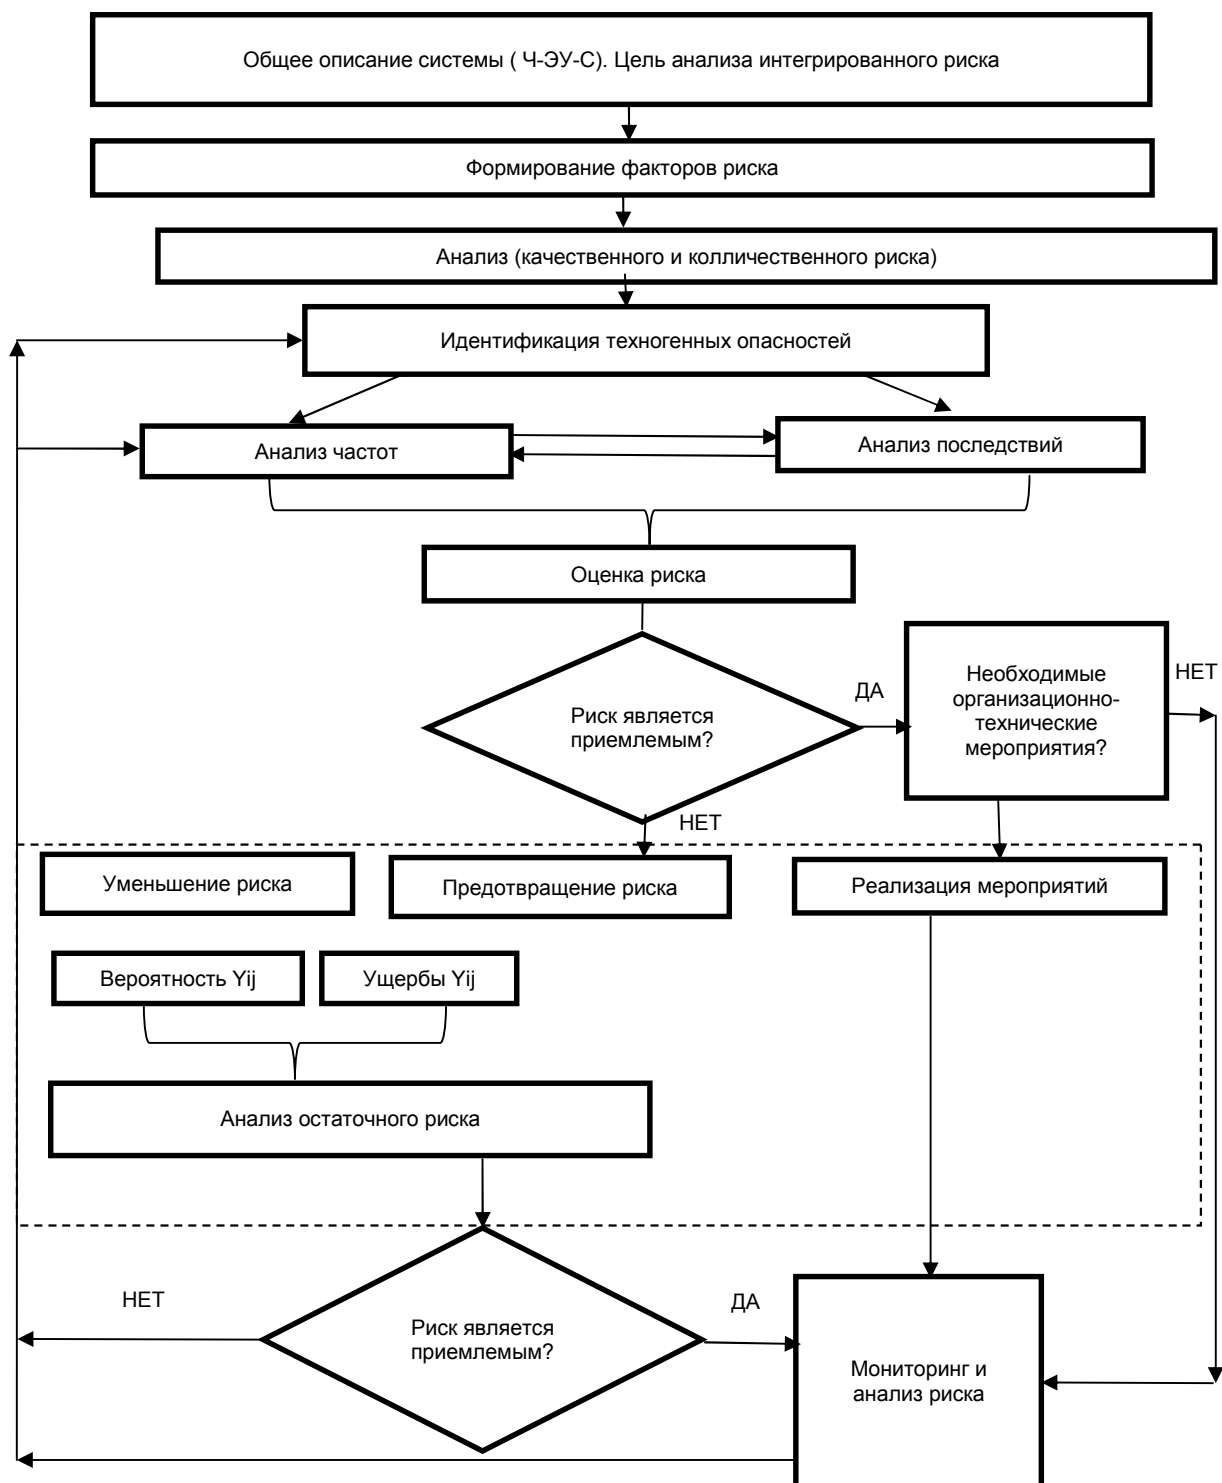 Общее описание системы ( Ч-ЭУ-С). Цель анализа интегрированного риска
Формирование факторов риска
Анализ (качественного и колличественного риска)
Идентификация техногенных опасностей
Анализ частот
Анализ последствий
Оценка риска
Риск является
приемлемым?
ДА
Необходимые
организационно-
технические
мероприятия?
НЕТ
НЕТ
Уменьшение риска
Предотвращение риска
Реализация мероприятий
Вероятность Yij
Ущербы Yij
Анализ остаточного риска
НЕТ
Риск является
приемлемым?
ДА
Мониторинг и
анализ риска